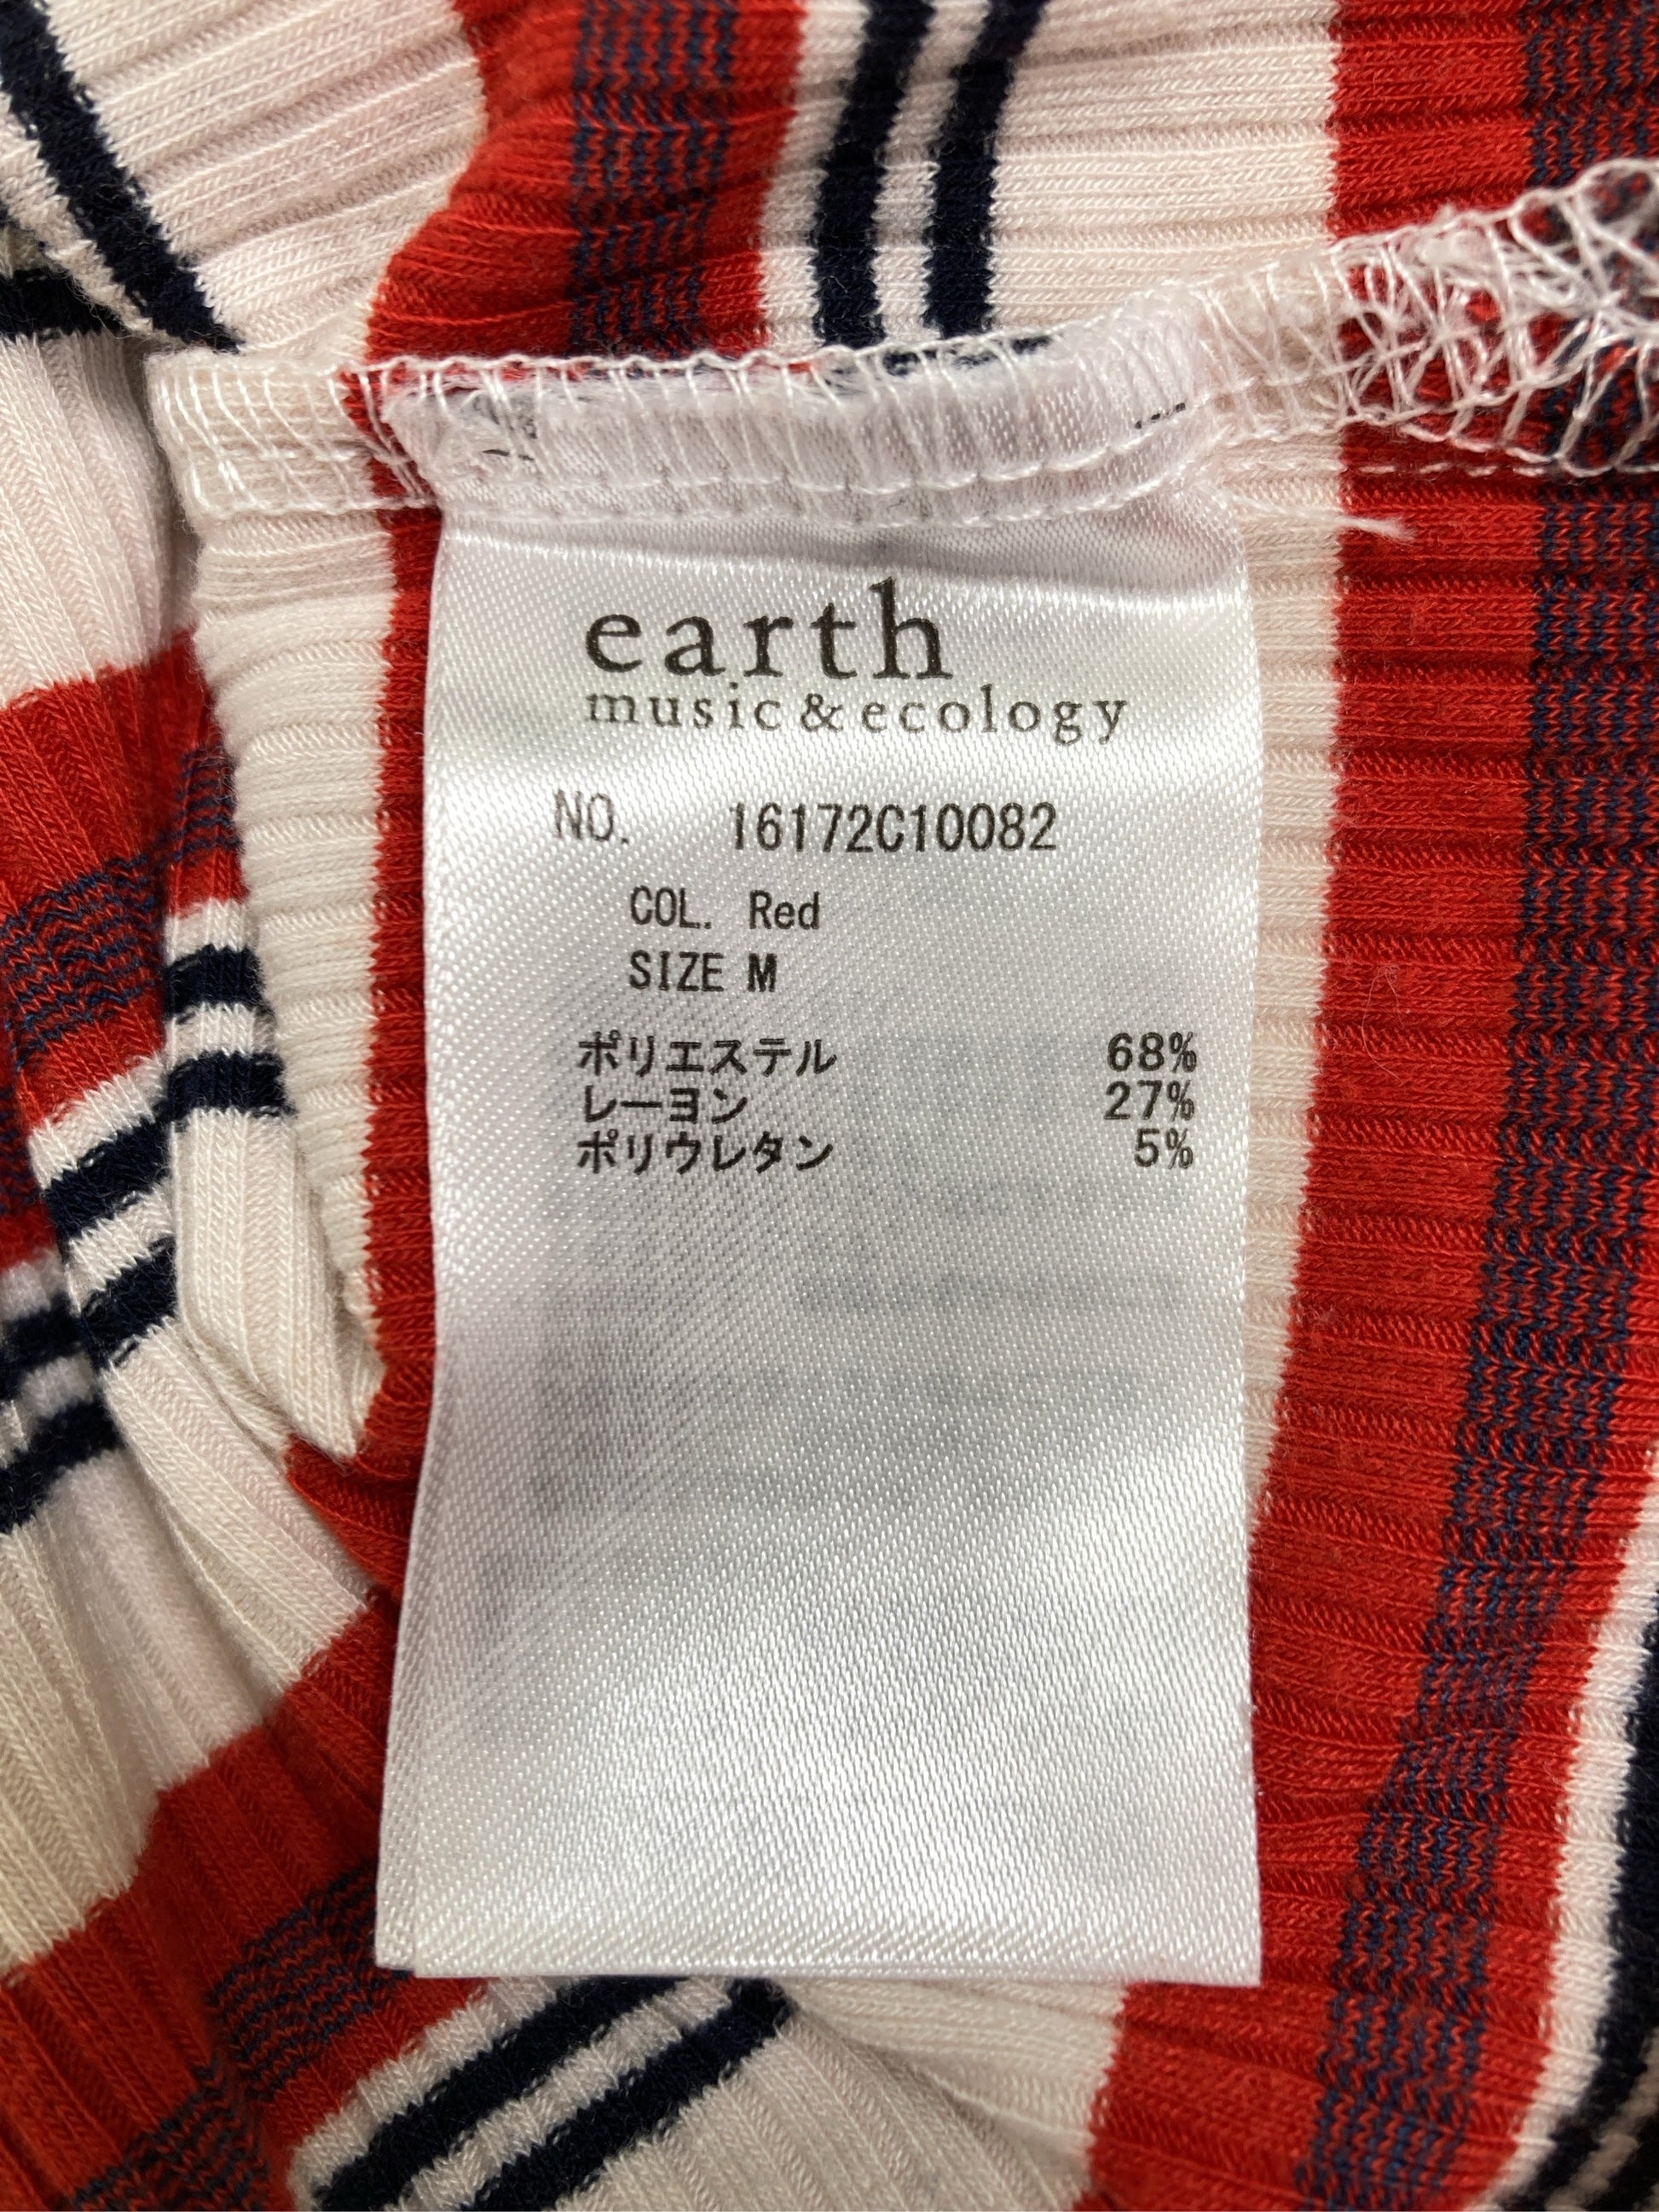 earth
music&ecology
NO. 16172C10082
COL. Red
SIZE M
ポリエステル 68%
レーヨン 27%
ポリウレタン 5%